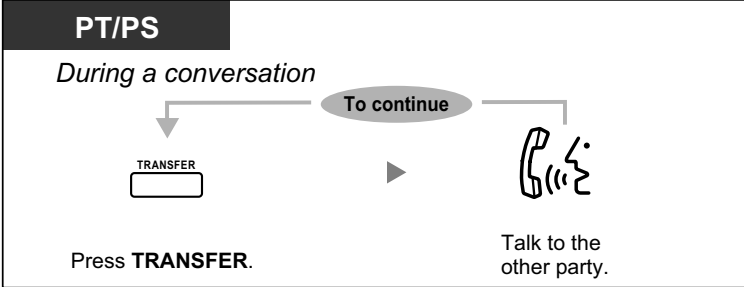 PT/PS
During a conversation
To continue
TRANSFER
Press TRANSFER.
Talk to the
other party.